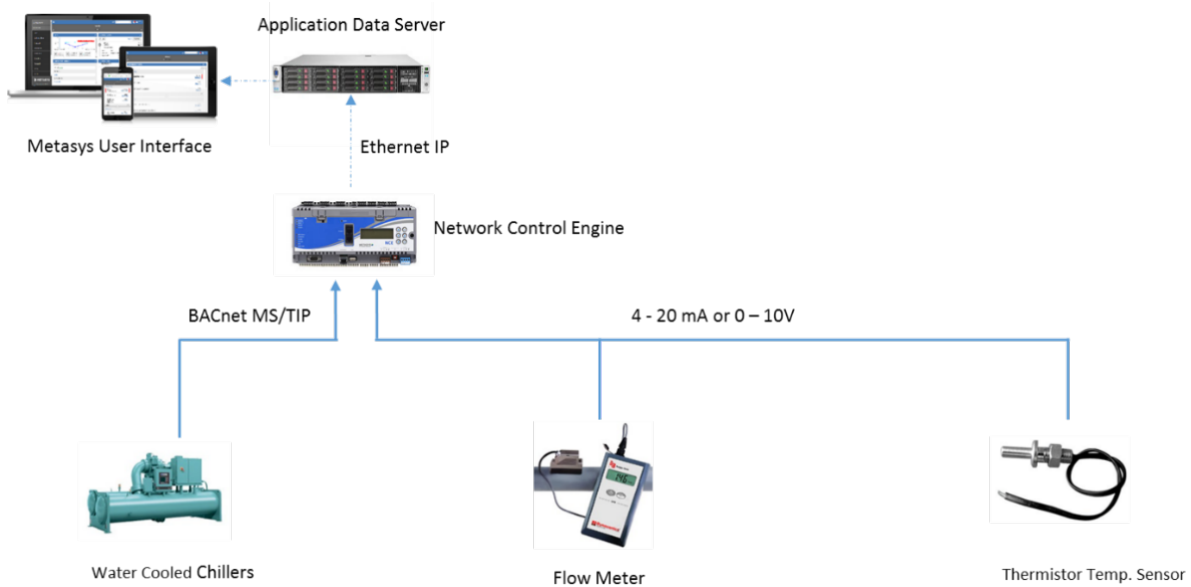 Application Data Server
Metasys User Interface
Ethernet IP
Network Control Engine
BACnet MS/TIP
4 - 20 mA or 0 – 10V
Water Cooled Chillers
Flow Meter
Thermistor Temp. Sensor